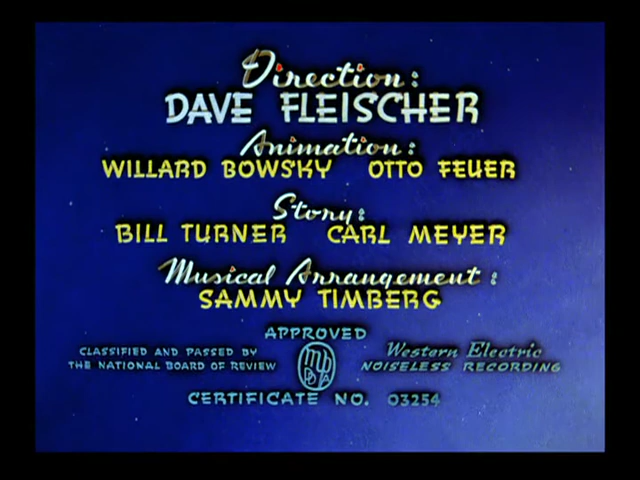 Direction:
DAVE FLEISCHER
Animation:
WILLARD BOWSKY OTTO FEUER
Story:
BILL TURNER CARL MEYER
Musical Arrangement:
SAMMY TIMBERG
APPROVED
CLASSIFIED AND PASSED BY
THE NATIONAL BOARD OF REVIEW
MPPDA
Western Electric
NOISELESS RECORDING
CERTIFICATE NO. 03254